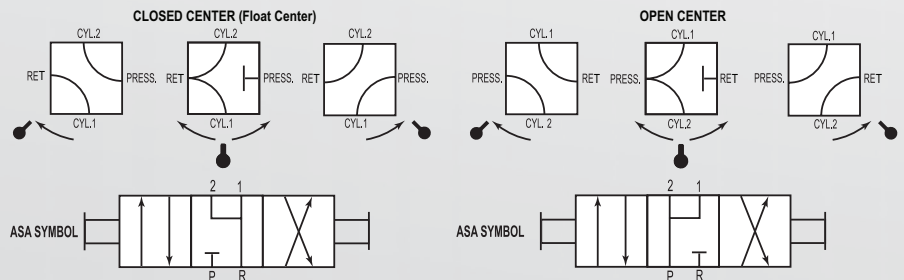 CLOSED CENTER (Float Center)
CYL.2
RET
PRESS.
CYL.1
CYL.2
RET
PRESS.
CYL.1
CYL.2
RET
PRESS.
CYL.1
2 1
ASA SYMBOL
P R
OPEN CENTER
CYL.1
PRESS.
RET
CYL. 2
CYL.1
PRESS.
RET
CYL.2
CYL.1
PRESS.
RET
CYL.2
2 1
ASA SYMBOL
P R